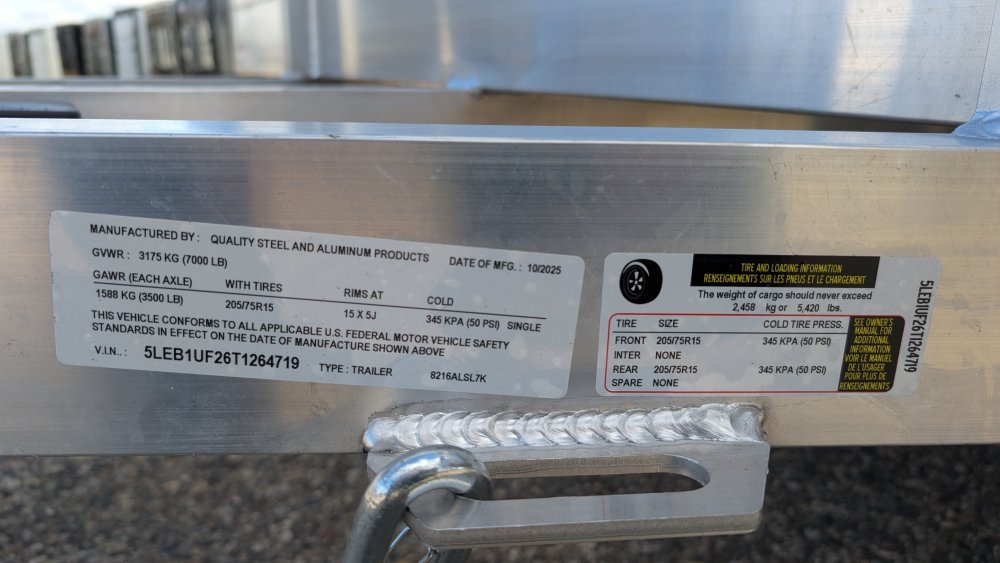 MANUFACTURED BY : QUALITY STEEL AND ALUMINUM PRODUCTS DATE OF MFG. : 10/2025
GVWR : 3175 KG (7000 LB)
GAWR (EACH AXLE) WITH TIRES RIMS AT COLD
1588 KG (3500 LB) 205/75R15 15 X 5J 345 KPA (50 PSI) SINGLE
THIS VEHICLE CONFORMS TO ALL APPLICABLE U.S. FEDERAL MOTOR VEHICLE SAFETY
STANDARDS IN EFFECT ON THE DATE OF MANUFACTURE SHOWN ABOVE
V.I.N.. : 5LEB1UF26T1264719 TYPE : TRAILER 8216ALSL7K
TIRE AND LOADING INFORMATION
RENSEIGNEMENTS SUR LES PNEUS ET LE CHARGEMENT
The weight of cargo should never exceed
2,458 kg or 5,420 lbs.
TIRE SIZE COLD TIRE PRESS.
FRONT 205/75R15 345 KPA (50 PSI)
INTER NONE
REAR 205/75R15 345 KPA (50 PSI)
SPARE NONE
SEE OWNER'S
MANUAL FOR
ADDITIONAL
INFORMATION
VOIR LE MANUEL
DE L'USAGER
POUR PLUS DE
RENSEIGNEMENTS
5LEB1UF26T1264719